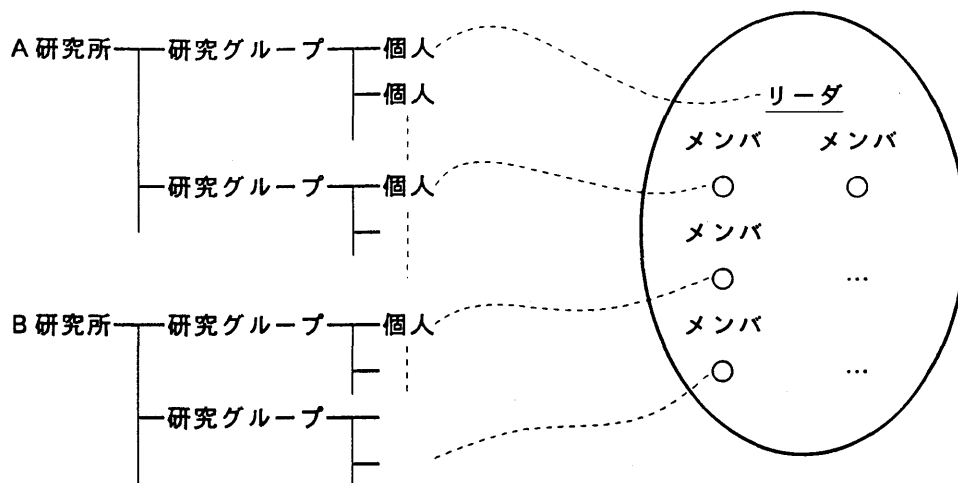 A研究所 研究グループ 個人
個人
リーダ
メンバ メンバ
研究グループ 個人
メンバ
…
B研究所 研究グループ 個人
メンバ
…
研究グループ